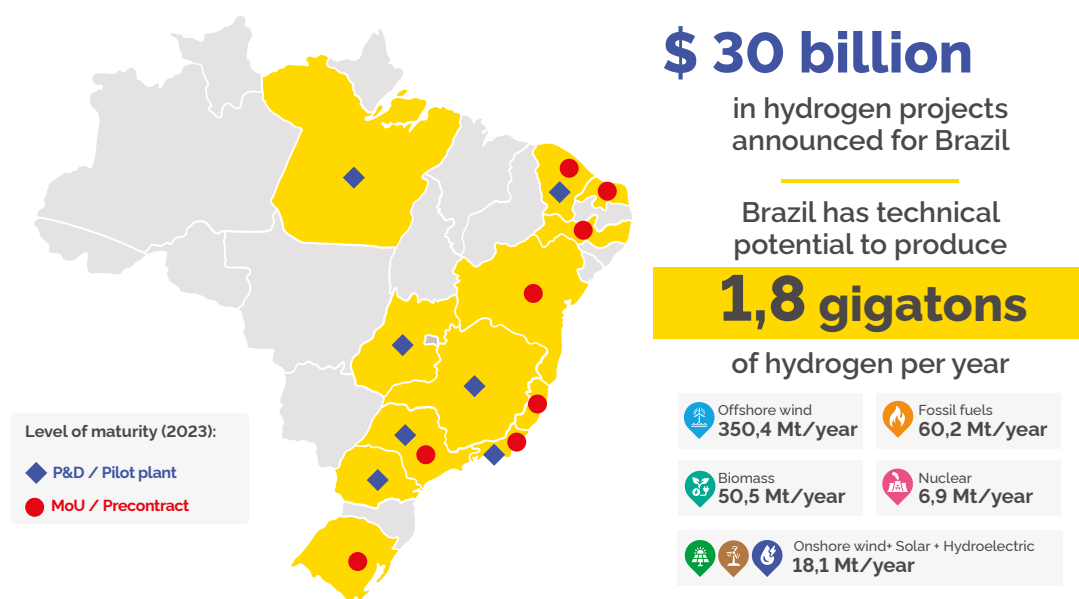 $ 30 billion
in hydrogen projects
announced for Brazil
Brazil has technical
potential to produce
1,8 gigatons
of hydrogen per year
Offshore wind
350,4 Mt/year
Fossil fuels
60,2 Mt/year
Biomass
50,5 Mt/year
Nuclear
6,9 Mt/year
Onshore wind+ Solar + Hydroelectric
18,1 Mt/year
Level of maturity (2023):
P&D / Pilot plant
MoU / Precontract